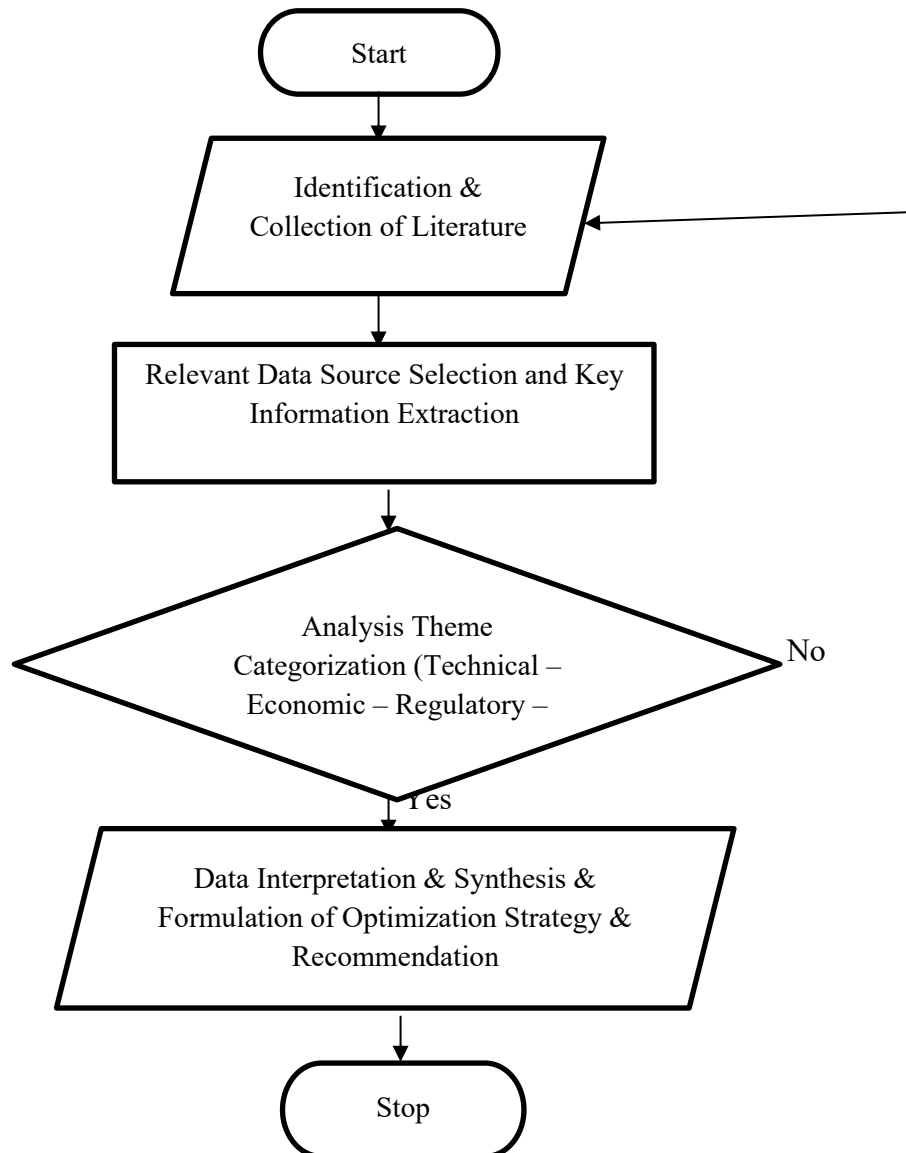 Start
Identification &
Collection of Literature
Relevant Data Source Selection and Key
Information Extraction
Analysis Theme
Categorization (Technical –
Economic – Regulatory –
No
Yes
Data Interpretation & Synthesis &
Formulation of Optimization Strategy &
Recommendation
Stop